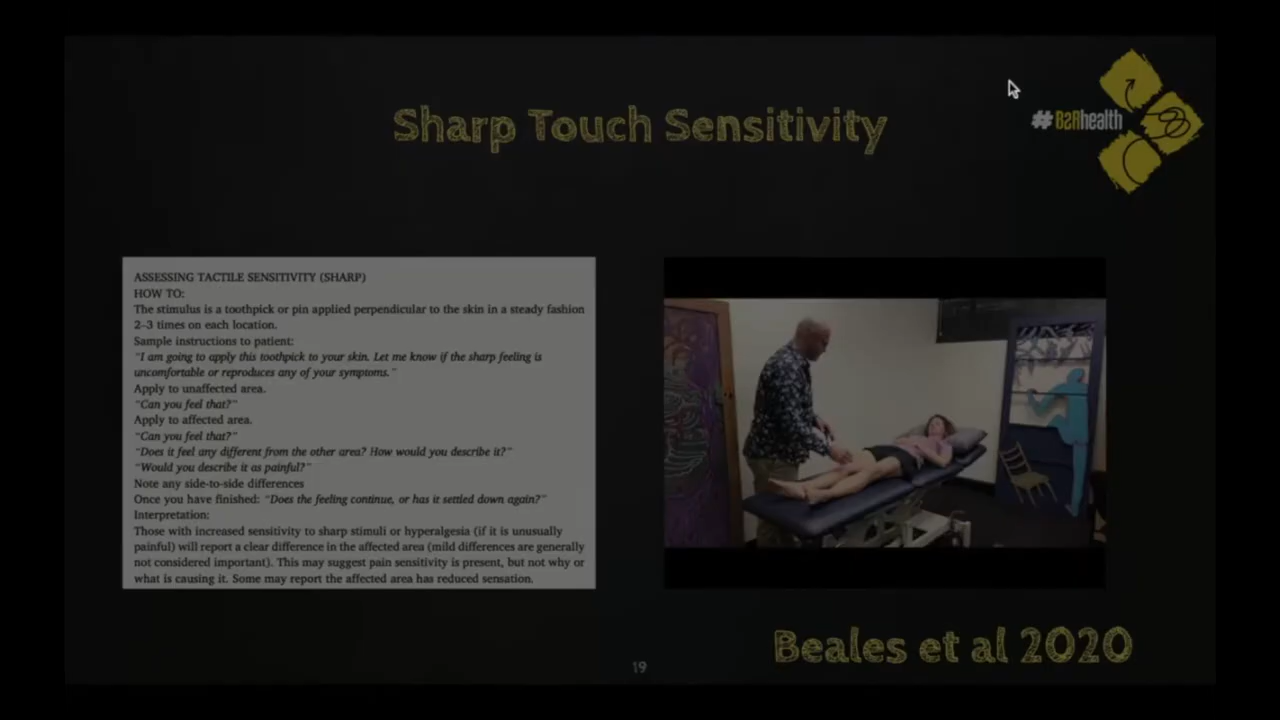 Sharp Touch Sensitivity
#B2Rhealth
ASSESSING TACTILE SENSITIVITY (SHARP)
HOW TO:
The stimulus is a toothpick or pin applied perpendicular to the skin in a steady fashion
2–3 times on each location.
Sample instructions to patient:
"I am going to apply this toothpick to your skin. Let me know if the sharp feeling is
uncomfortable or reproduces any of your symptoms."
Apply to unaffected area.
"Can you feel that?"
Apply to affected area.
"Can you feel that?"
"Does it feel any different from the other area? How would you describe it?"
"Would you describe it as painful?"
Note any side-to-side differences
Once you have finished: "Does the feeling continue, or has it settled down again?"
Interpretation:
Those with increased sensitivity to sharp stimuli or hyperalgesia (if it is unusually
painful) will report a clear difference in the affected area (mild differences are generally
not considered important). This may suggest pain sensitivity is present, but not why or
what is causing it. Some may report the affected area has reduced sensation.
Beales et al 2020
19